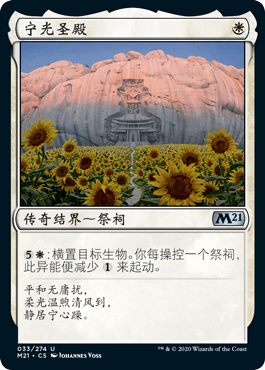 宁光圣殿
传奇结界～祭祠
M21
5：横置目标生物。你每操控一个祭祠，
此异能便减少 1 来起动。
平和无庸扰，
柔光温煦清风到，
静居宁心躁。
033/274 U
M21 • CS JOHANNES VOSS
™ & © 2020 Wizards of the Coast